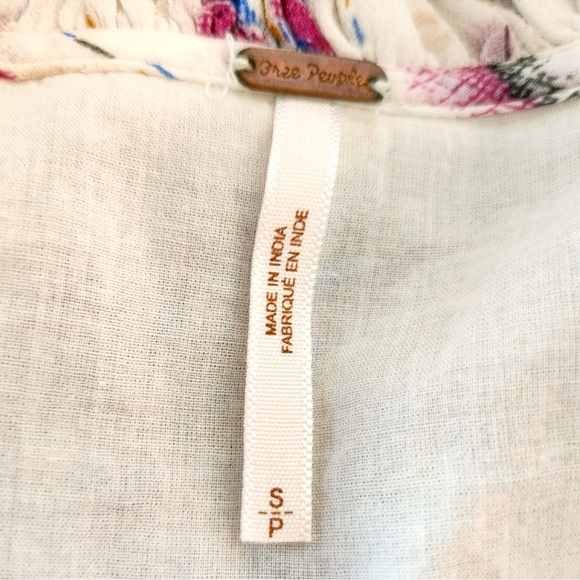 Free People
MADE IN INDIA
FABRIQUÉ EN INDE
S
P